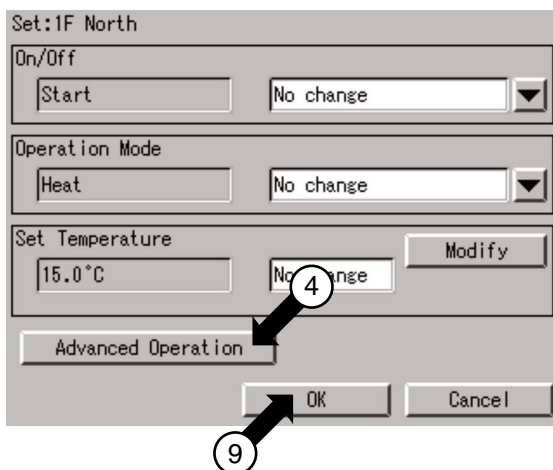 Set:1F North
On/Off
Start No change
Operation Mode
Heat No change
Set Temperature
Modify
15.0°C No change
4
Advanced Operation
OK Cancel
9